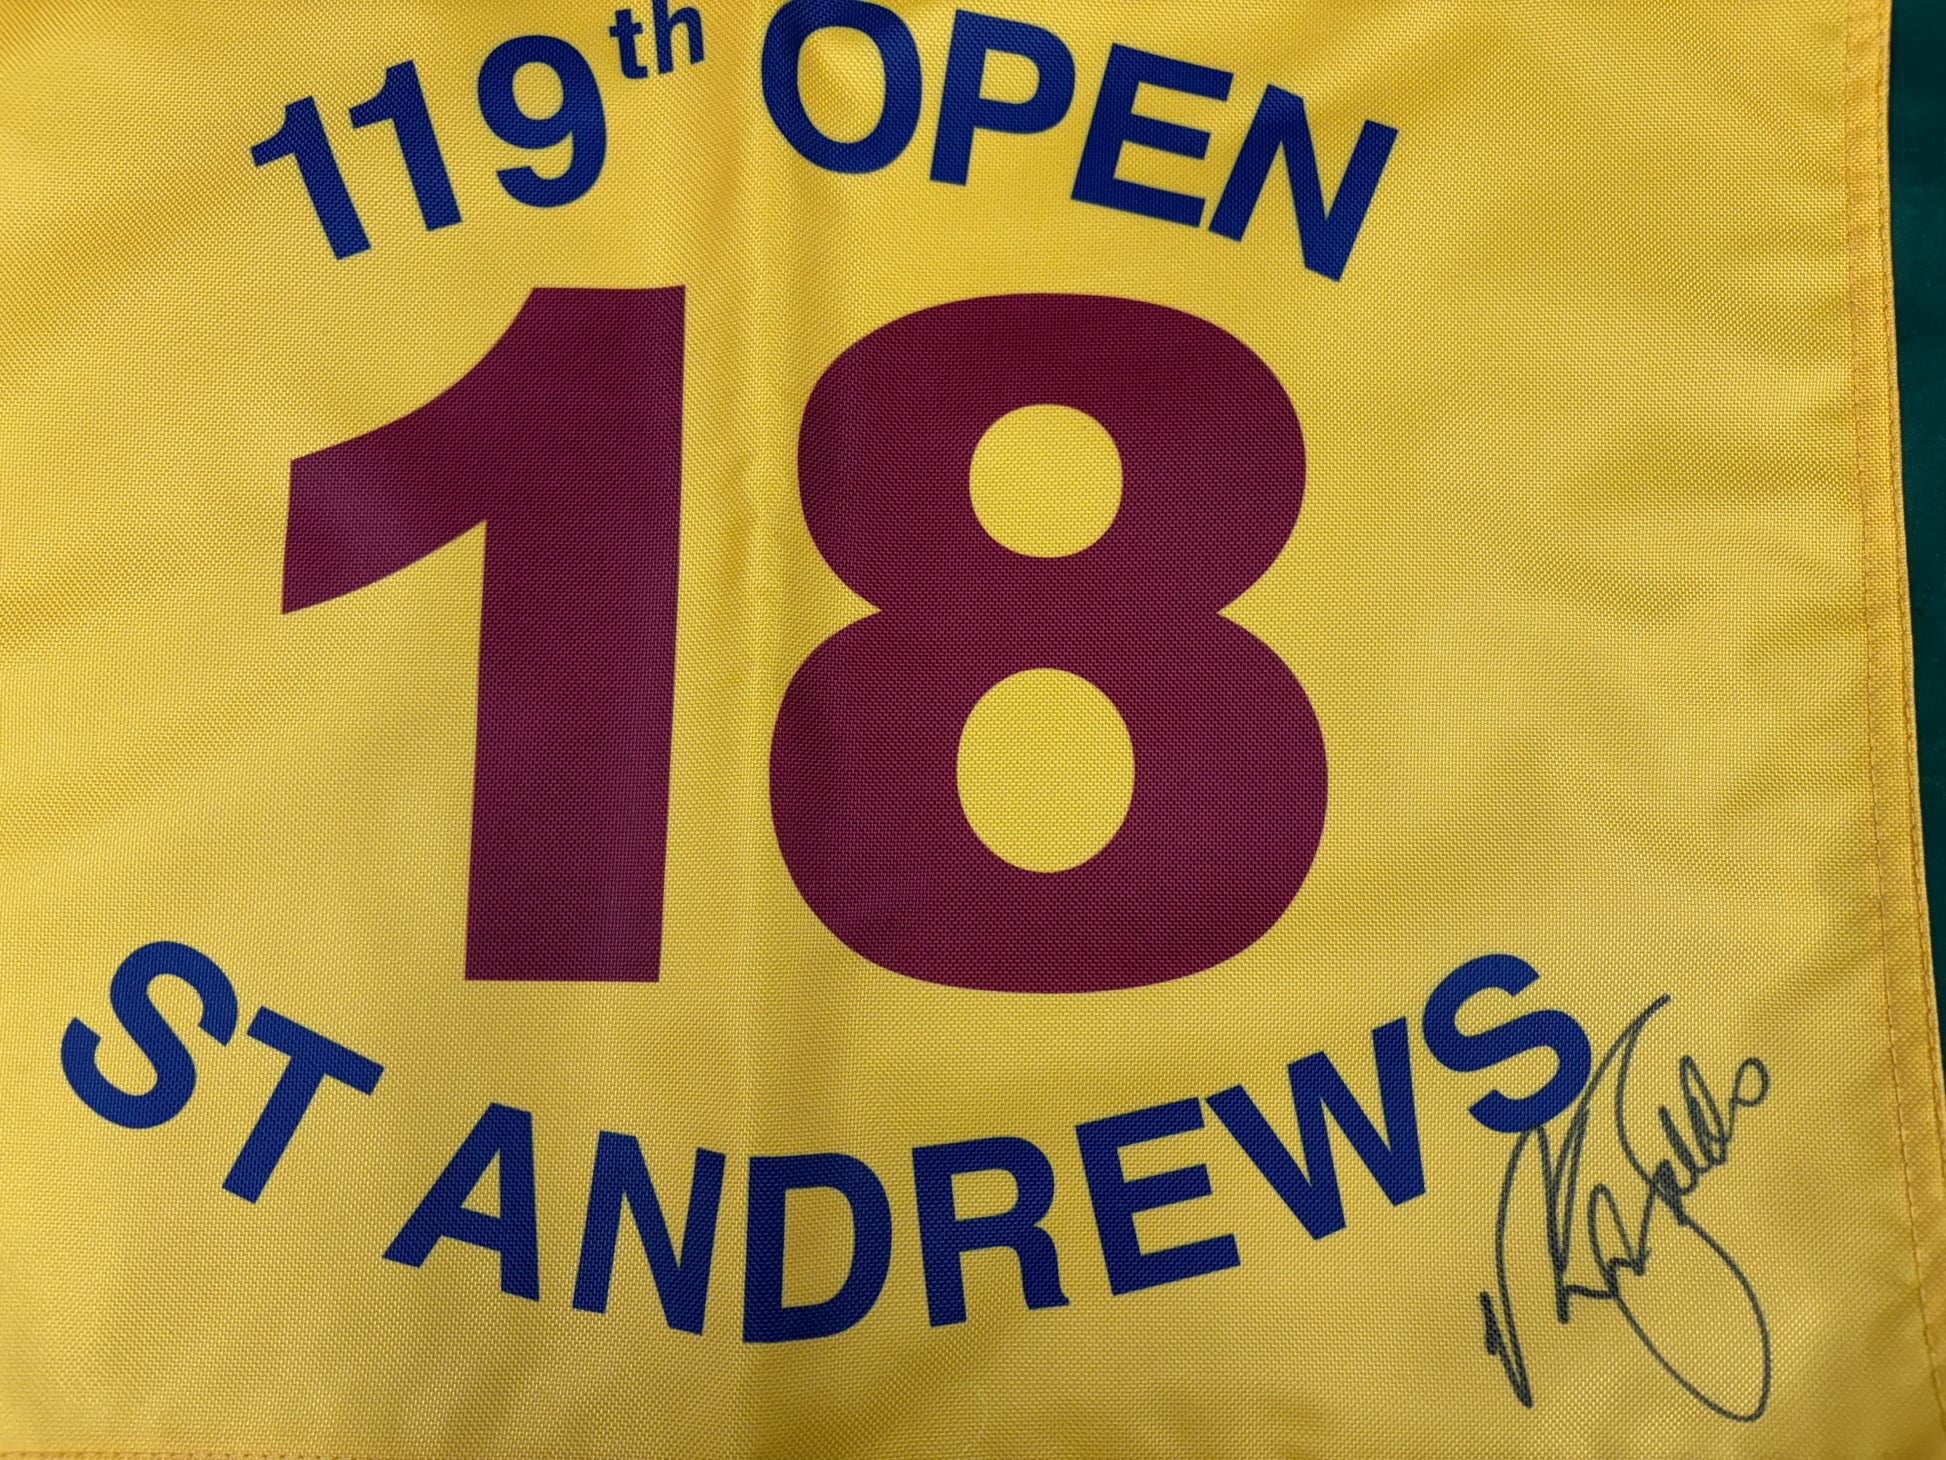 119th OPEN
18
ST ANDREWS